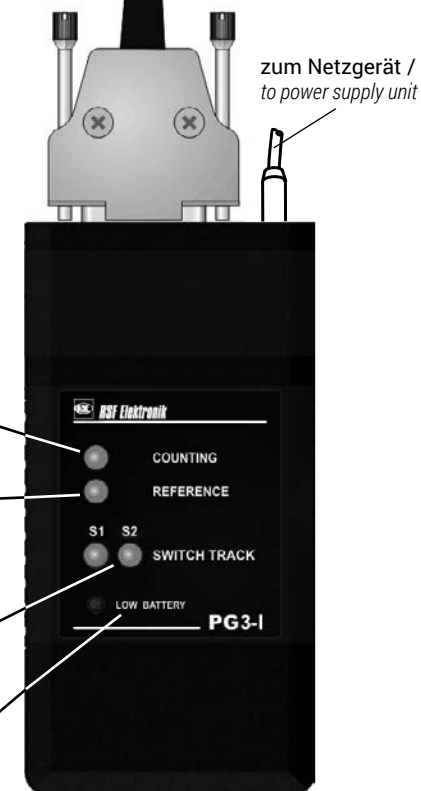 zum Netzgerät /
to power supply unit
RSF Elektronik
COUNTING
REFERENCE
S1 S2
SWITCH TRACK
LOW BATTERY
PG3-I